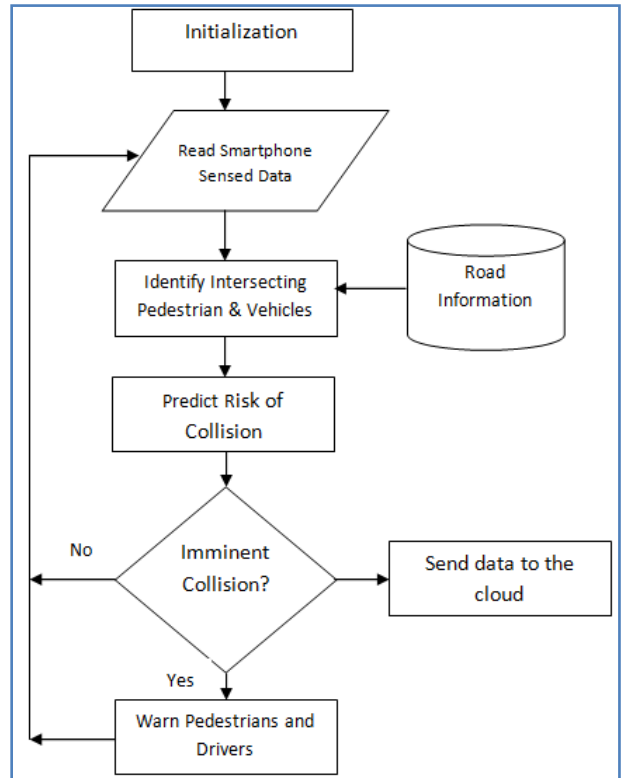 Initialization
Read Smartphone
Sensed Data
Identify Intersecting
Pedestrian & Vehicles
Road
Information
Predict Risk of
Collision
No
Imminent
Collision?
Send data to the
cloud
Yes
Warn Pedestrians and
Drivers